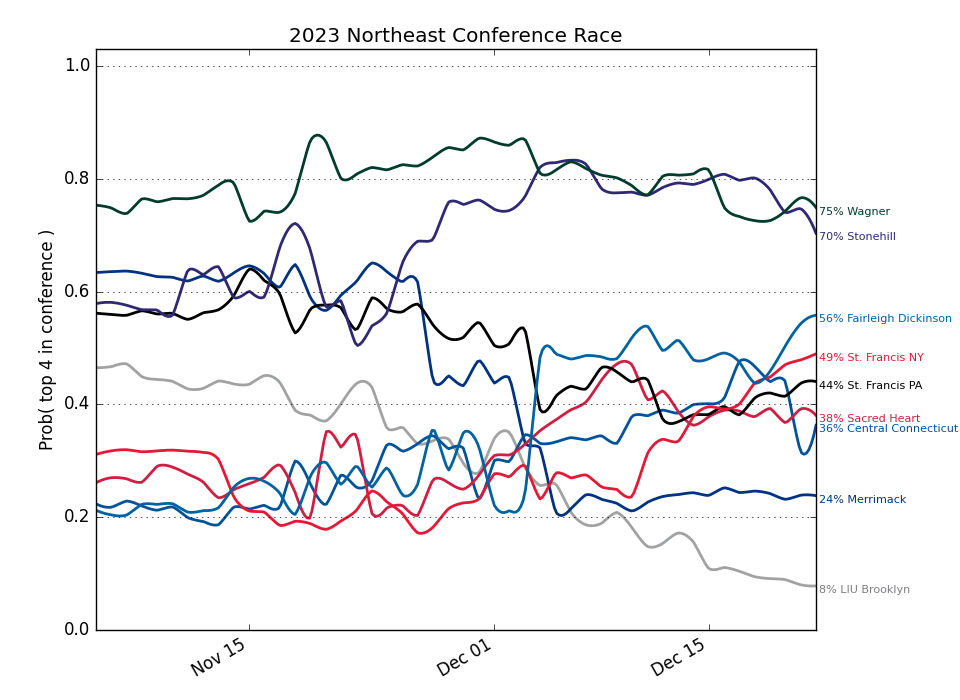 2023 Northeast Conference Race
Prob( top 4 in conference )
1.0
0.8
0.6
0.4
0.2
0.0
Nov 15
Dec 01
Dec 15
75% Wagner
70% Stonehill
56% Fairleigh Dickinson
49% St. Francis NY
44% St. Francis PA
38% Sacred Heart
36% Central Connecticut
24% Merrimack
8% LIU Brooklyn